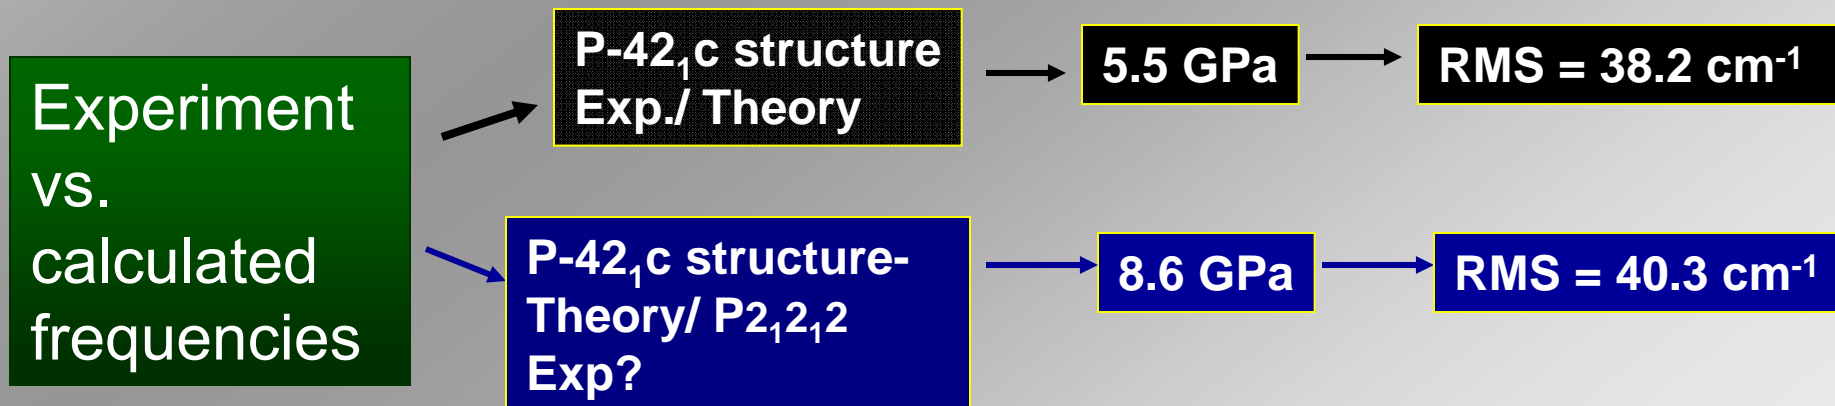 Experiment
vs.
calculated
frequencies
P-42₁c structure
Exp./ Theory
5.5 GPa
RMS = 38.2 cm⁻¹
P-42₁c structure-
Theory/ P2₁2₁2
Exp?
8.6 GPa
RMS = 40.3 cm⁻¹